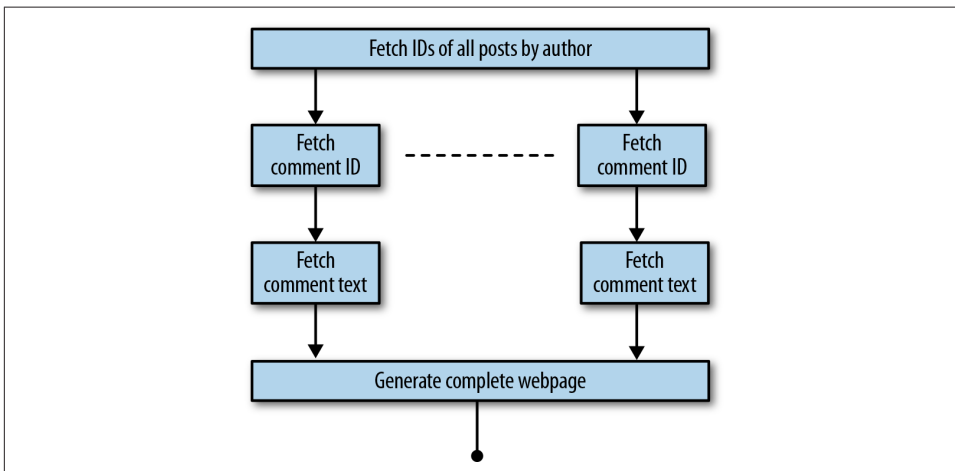 Fetch IDs of all posts by author
Fetch
comment ID
Fetch
comment ID
Fetch
comment text
Fetch
comment text
Generate complete webpage